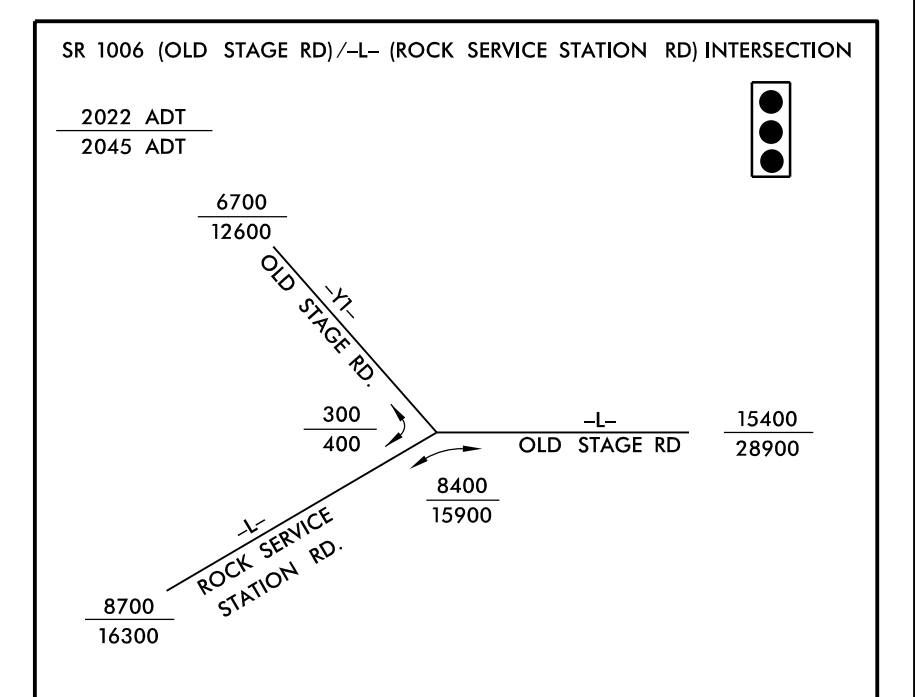 SR 1006 (OLD STAGE RD)/–L– (ROCK SERVICE STATION RD) INTERSECTION
2022 ADT
2045 ADT
6700
12600
–Y1–
OLD STAGE RD.
300
400
–L–
OLD STAGE RD
15400
28900
8400
15900
–L–
ROCK SERVICE
STATION RD.
8700
16300